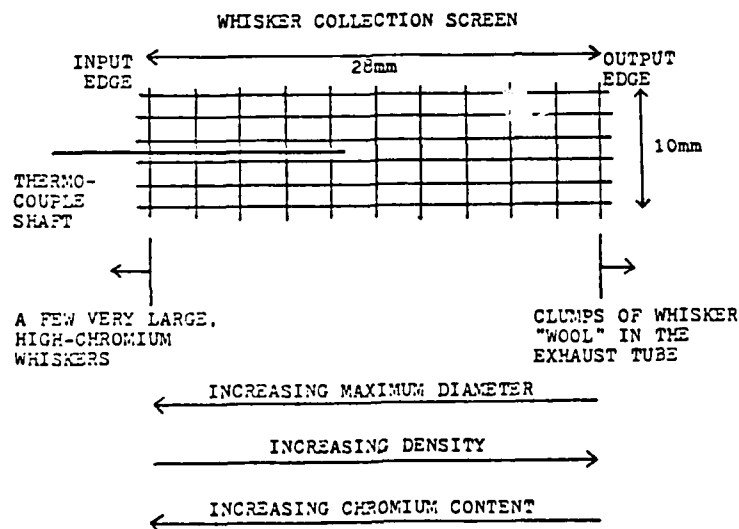 WHISKER COLLECTION SCREEN
INPUT EDGE
28mm
OUTPUT EDGE
10mm
THERMO-
COUPLE
SHAFT
A FEW VERY LARGE,
HIGH-CHROMIUM
WHISKERS
CLUMPS OF WHISKER
"WOOL" IN THE
EXHAUST TUBE
INCREASING MAXIMUM DIAMETER
INCREASING DENSITY
INCREASING CHROMIUM CONTENT